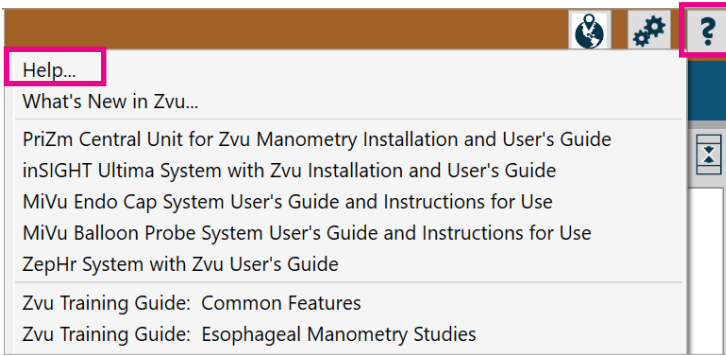 ?
Help...
What's New in Zvu...
PriZm Central Unit for Zvu Manometry Installation and User's Guide
inSIGHT Ultima System with Zvu Installation and User's Guide
MiVu Endo Cap System User's Guide and Instructions for Use
MiVu Balloon Probe System User's Guide and Instructions for Use
ZepHr System with Zvu User's Guide
Zvu Training Guide:  Common Features
Zvu Training Guide:  Esophageal Manometry Studies